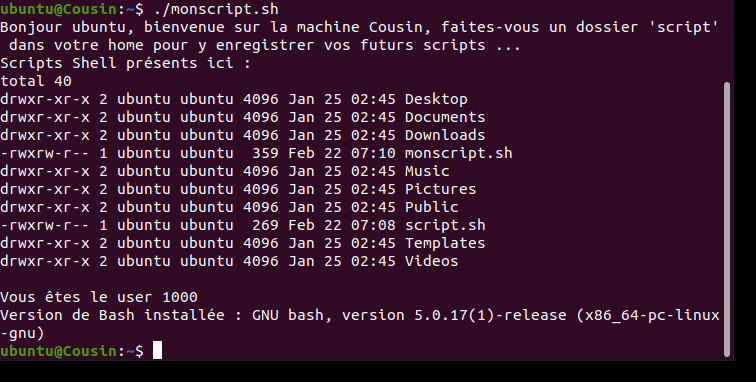 ubuntu@Cousin:~$ ./monscript.sh
Bonjour ubuntu, bienvenue sur la machine Cousin, faites-vous un dossier 'script'
 dans votre home pour y enregistrer vos futurs scripts ...
Scripts Shell présents ici :
total 40
drwxr-xr-x 2 ubuntu ubuntu 4096 Jan 25 02:45 Desktop
drwxr-xr-x 2 ubuntu ubuntu 4096 Jan 25 02:45 Documents
drwxr-xr-x 2 ubuntu ubuntu 4096 Jan 25 02:45 Downloads
-rwxrw-r-- 1 ubuntu ubuntu  359 Feb 22 07:10 monscript.sh
drwxr-xr-x 2 ubuntu ubuntu 4096 Jan 25 02:45 Music
drwxr-xr-x 2 ubuntu ubuntu 4096 Jan 25 02:45 Pictures
drwxr-xr-x 2 ubuntu ubuntu 4096 Jan 25 02:45 Public
-rwxrw-r-- 1 ubuntu ubuntu  269 Feb 22 07:08 script.sh
drwxr-xr-x 2 ubuntu ubuntu 4096 Jan 25 02:45 Templates
drwxr-xr-x 2 ubuntu ubuntu 4096 Jan 25 02:45 Videos
Vous êtes le user 1000
Version de Bash installée : GNU bash, version 5.0.17(1)-release (x86_64-pc-linux
-gnu)
ubuntu@Cousin:~$